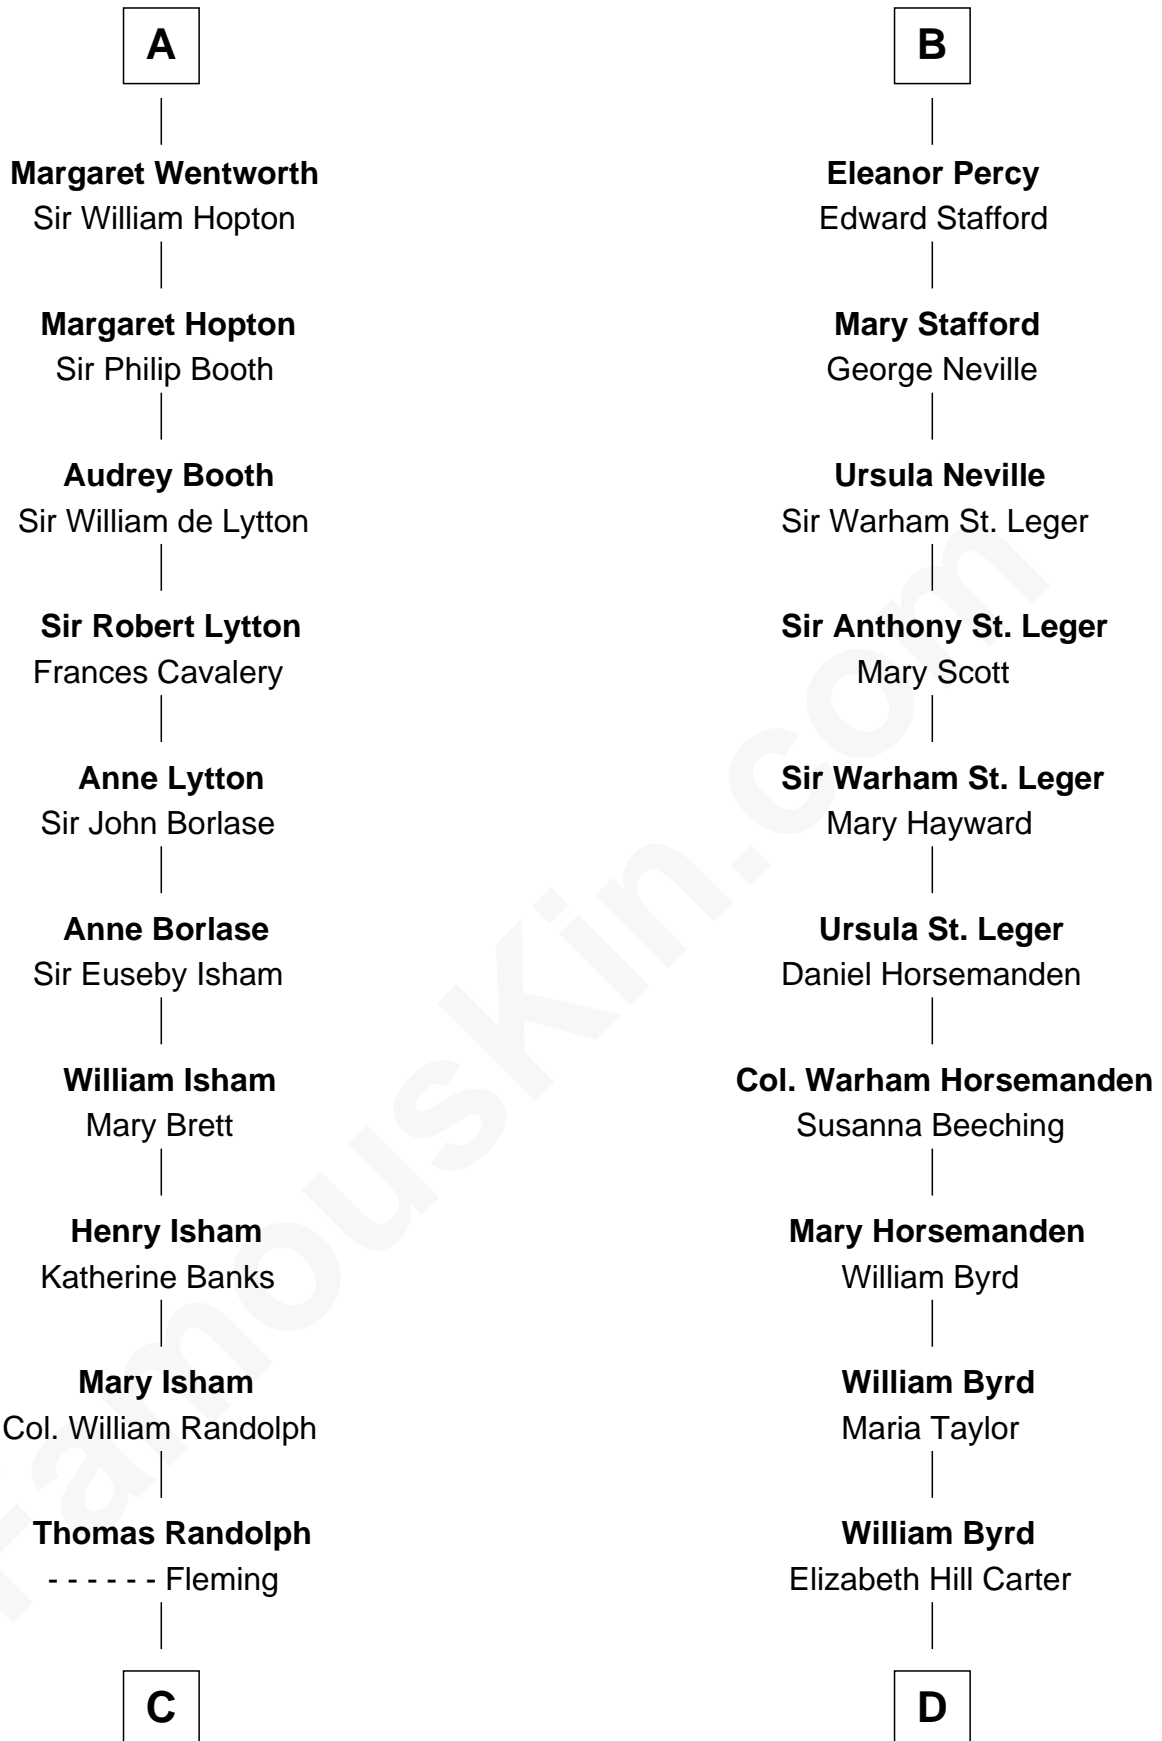 A
Margaret Wentworth
Sir William Hopton
Margaret Hopton
Sir Philip Booth
Audrey Booth
Sir William de Lytton
Sir Robert Lytton
Frances Cavalery
Anne Lytton
Sir John Borlase
Anne Borlase
Sir Euseby Isham
William Isham
Mary Brett
Henry Isham
Katherine Banks
Mary Isham
Col. William Randolph
Thomas Randolph
- - - - - - Fleming
C
B
Eleanor Percy
Edward Stafford
Mary Stafford
George Neville
Ursula Neville
Sir Warham St. Leger
Sir Anthony St. Leger
Mary Scott
Sir Warham St. Leger
Mary Hayward
Ursula St. Leger
Daniel Horsemanden
Col. Warham Horsemanden
Susanna Beeching
Mary Horsemanden
William Byrd
William Byrd
Maria Taylor
William Byrd
Elizabeth Hill Carter
D
FamousKin.com